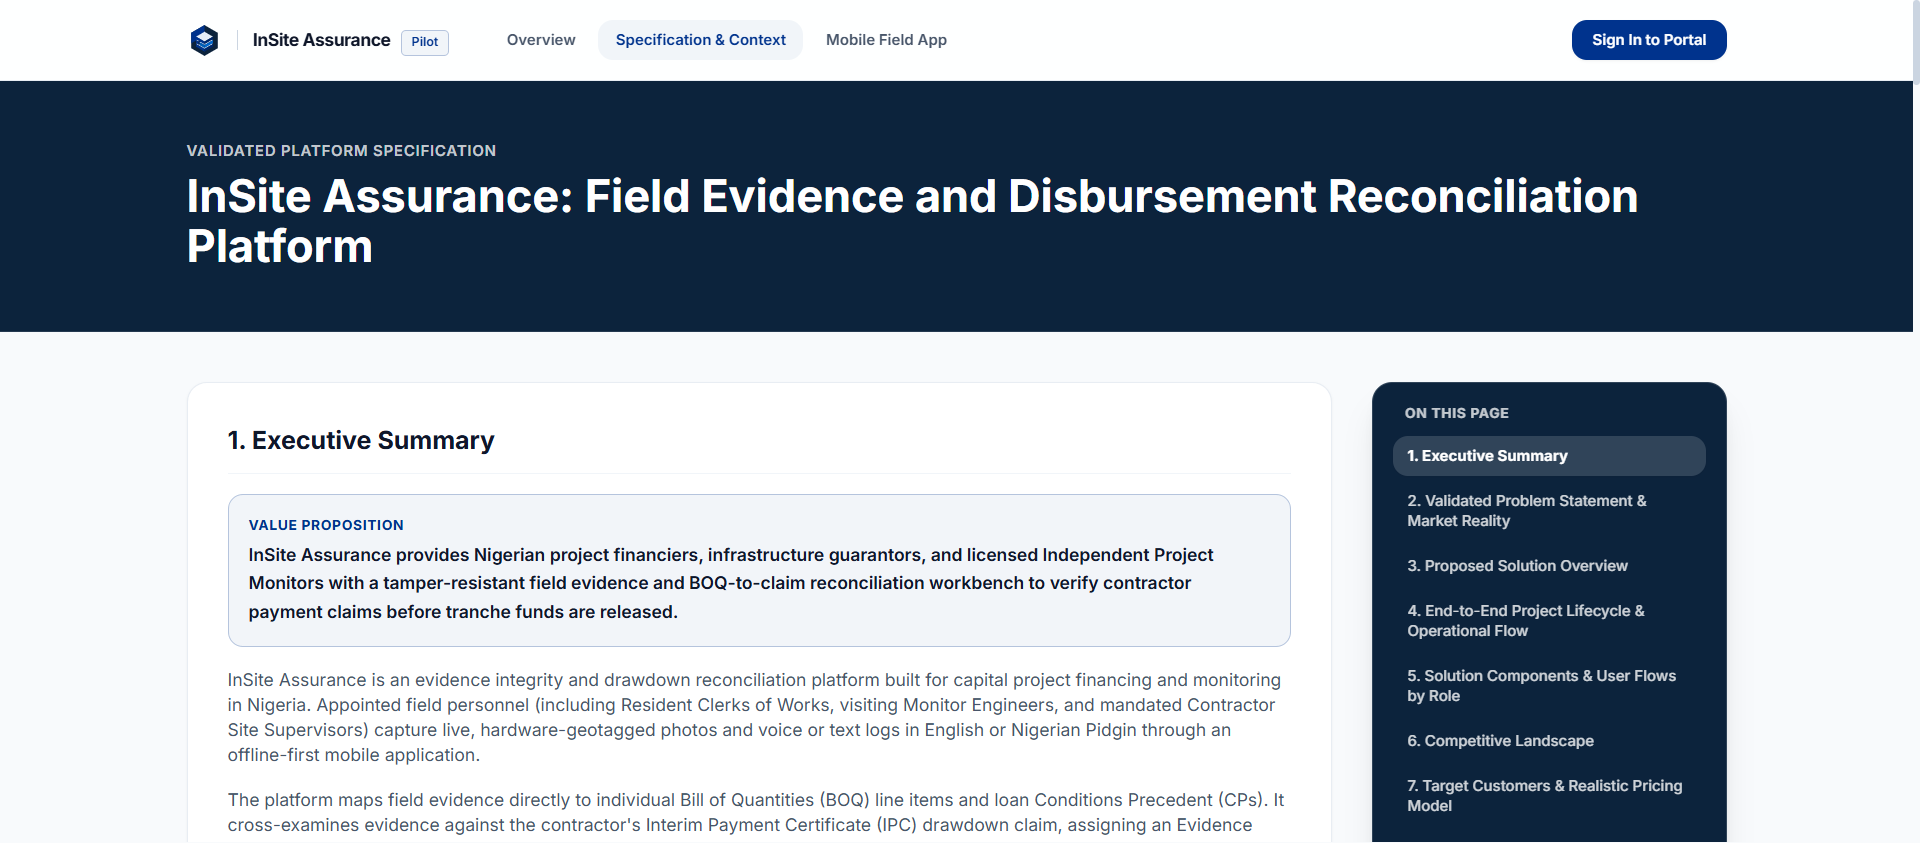 InSite Assurance Pilot Overview Specification & Context Mobile Field App Sign In to Portal
VALIDATED PLATFORM SPECIFICATION
InSite Assurance: Field Evidence and Disbursement Reconciliation
Platform
1. Executive Summary
VALUE PROPOSITION
InSite Assurance provides Nigerian project financiers, infrastructure guarantors, and licensed Independent Project
Monitors with a tamper-resistant field evidence and BOQ-to-claim reconciliation workbench to verify contractor
payment claims before tranche funds are released.
InSite Assurance is an evidence integrity and drawdown reconciliation platform built for capital project financing and monitoring
in Nigeria. Appointed field personnel (including Resident Clerks of Works, visiting Monitor Engineers, and mandated Contractor
Site Supervisors) capture live, hardware-geotagged photos and voice or text logs in English or Nigerian Pidgin through an
offline-first mobile application.
The platform maps field evidence directly to individual Bill of Quantities (BOQ) line items and loan Conditions Precedent (CPs). It
cross-examines evidence against the contractor's Interim Payment Certificate (IPC) drawdown claim, assigning an Evidence
ON THIS PAGE
1. Executive Summary
2. Validated Problem Statement &
Market Reality
3. Proposed Solution Overview
4. End-to-End Project Lifecycle &
Operational Flow
5. Solution Components & User Flows
by Role
6. Competitive Landscape
7. Target Customers & Realistic Pricing
Model